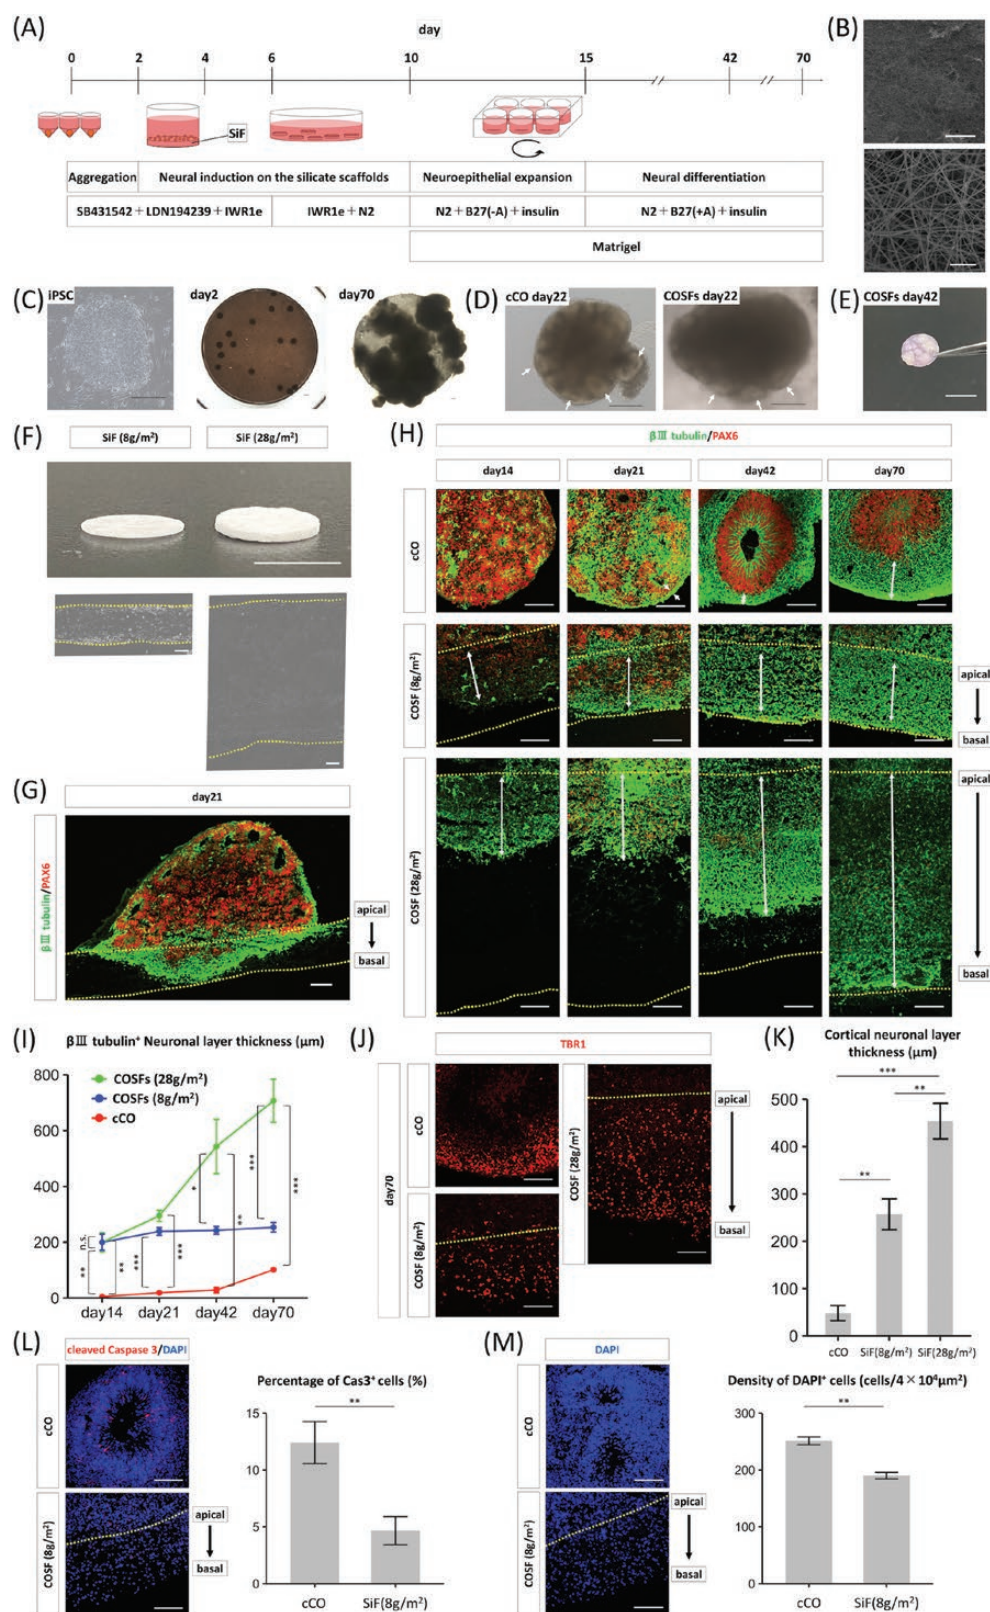 (A)
day
0 2 4 6 10 15 42 70
SiF
Aggregation Neural induction on the silicate scaffolds Neuroepithelial expansion Neural differentiation
SB431542+LDN194239+IWR1e IWR1e+N2 N2+B27(-A)+insulin N2+B27(+A)+insulin
Matrigel
(B)
(C)
iPSC day2 day70
(D)
cCO day22 COSFs day22
(E)
COSFs day42
(F)
SiF (8g/m²) SiF (28g/m²)
(G)
day21
βⅢ tubulin/PAX6
apical
basal
(H)
βⅢ tubulin/PAX6
day14 day21 day42 day70
cCO
COSF (8g/m²)
apical
basal
COSF (28g/m²)
apical
basal
(I)
βⅢ tubulin⁺ Neuronal layer thickness (μm)
800
600
400
200
0
COSFs (28g/m²)
COSFs (8g/m²)
cCO
n.s.
**
**
***
***
*
**
***
***
day14 day21 day42 day70
(J)
TBR1
day70
cCO
COSF (8g/m²)
COSF (28g/m²)
apical
basal
(K)
Cortical neuronal layer
thickness (μm)
***
**
**
500
400
300
200
100
0
cCO SiF(8g/m²) SiF(28g/m²)
(L)
cleaved Caspase 3/DAPI
cCO
COSF (8g/m²)
apical
basal
Percentage of Cas3⁺ cells (%)
**
15
10
5
0
cCO SiF(8g/m²)
(M)
DAPI
cCO
COSF (8g/m²)
apical
basal
Density of DAPI⁺ cells (cells/4×10⁴μm²)
**
300
200
100
0
cCO SiF(8g/m²)